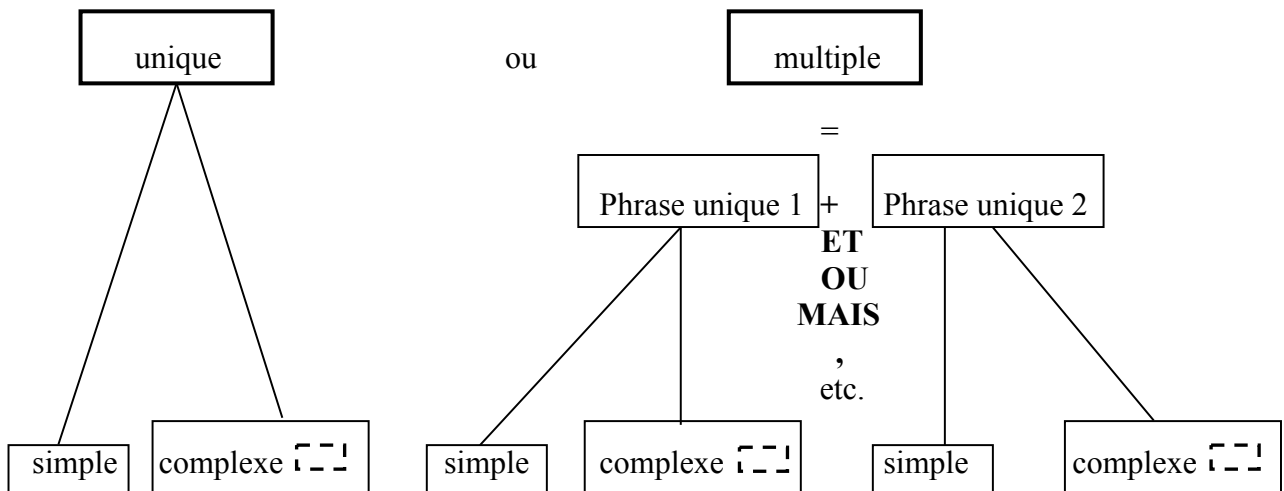 unique ou multiple
=
Phrase unique 1 + Phrase unique 2
ET
OU
MAIS
,
etc.
simple complexe simple complexe simple complexe